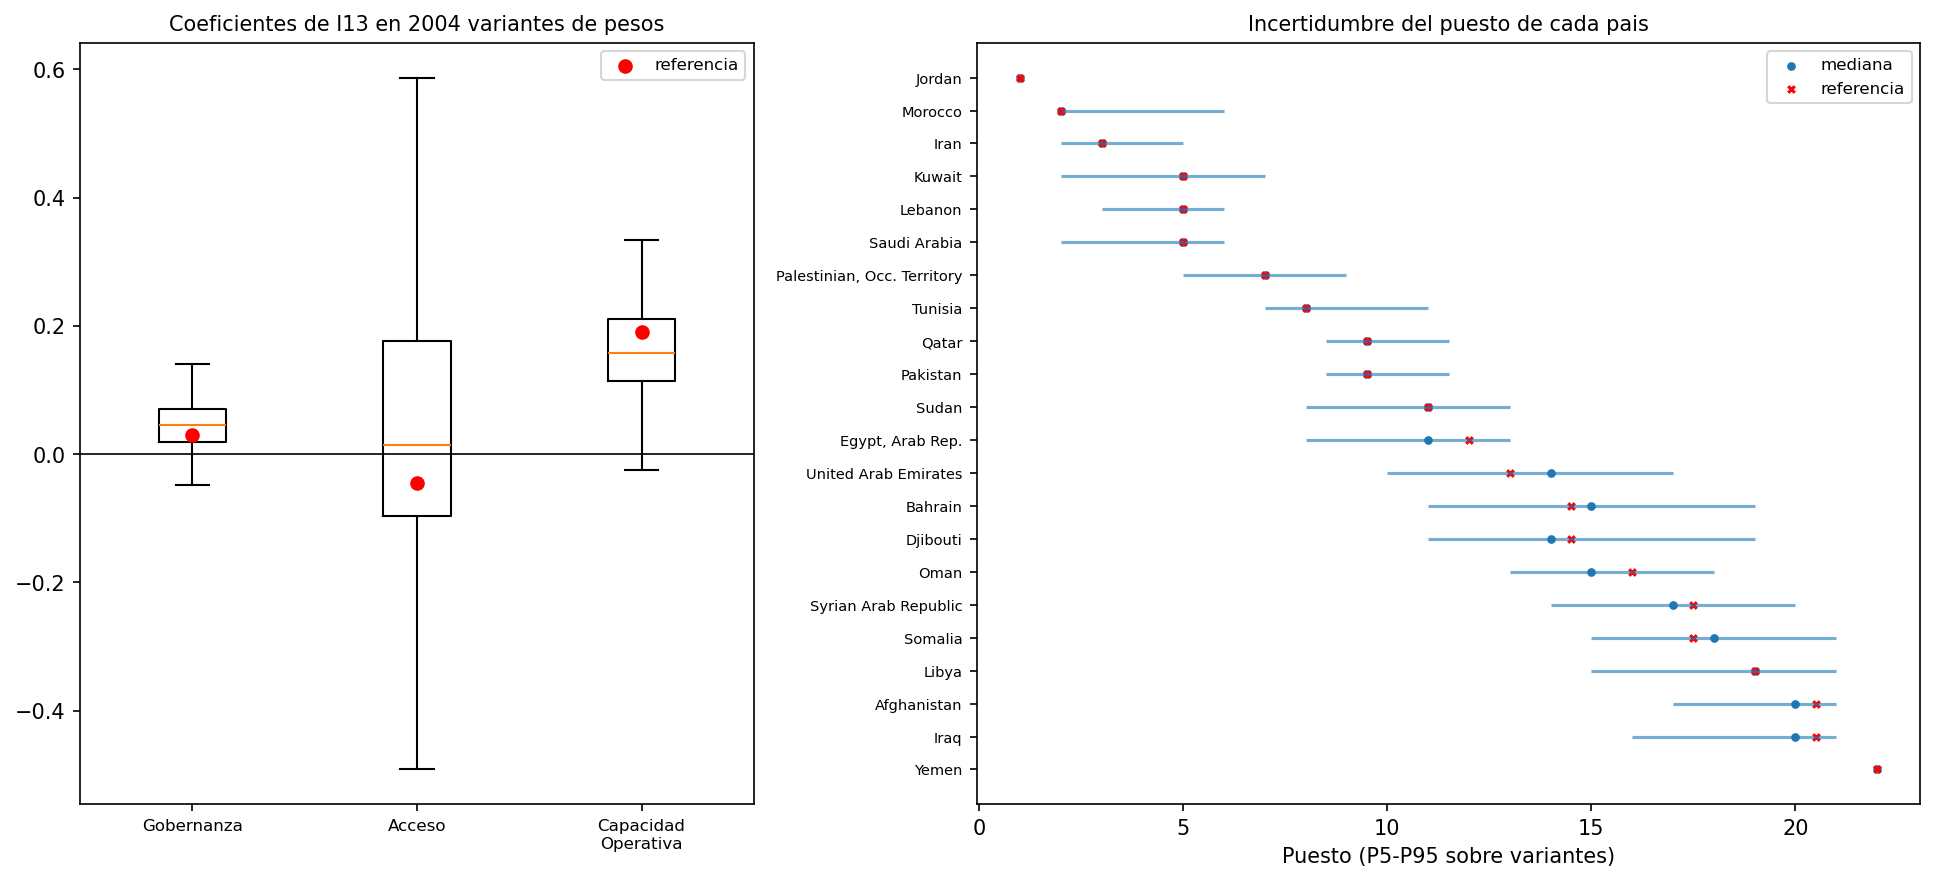 Coeficientes de I13 en 2004 variantes de pesos
referencia
0.6
0.4
0.2
0.0
−0.2
−0.4
Gobernanza
Acceso
Capacidad
Operativa
Incertidumbre del puesto de cada pais
mediana
referencia
Jordan
Morocco
Iran
Kuwait
Lebanon
Saudi Arabia
Palestinian, Occ. Territory
Tunisia
Qatar
Pakistan
Sudan
Egypt, Arab Rep.
United Arab Emirates
Bahrain
Djibouti
Oman
Syrian Arab Republic
Somalia
Libya
Afghanistan
Iraq
Yemen
0
5
10
15
20
Puesto (P5-P95 sobre variantes)